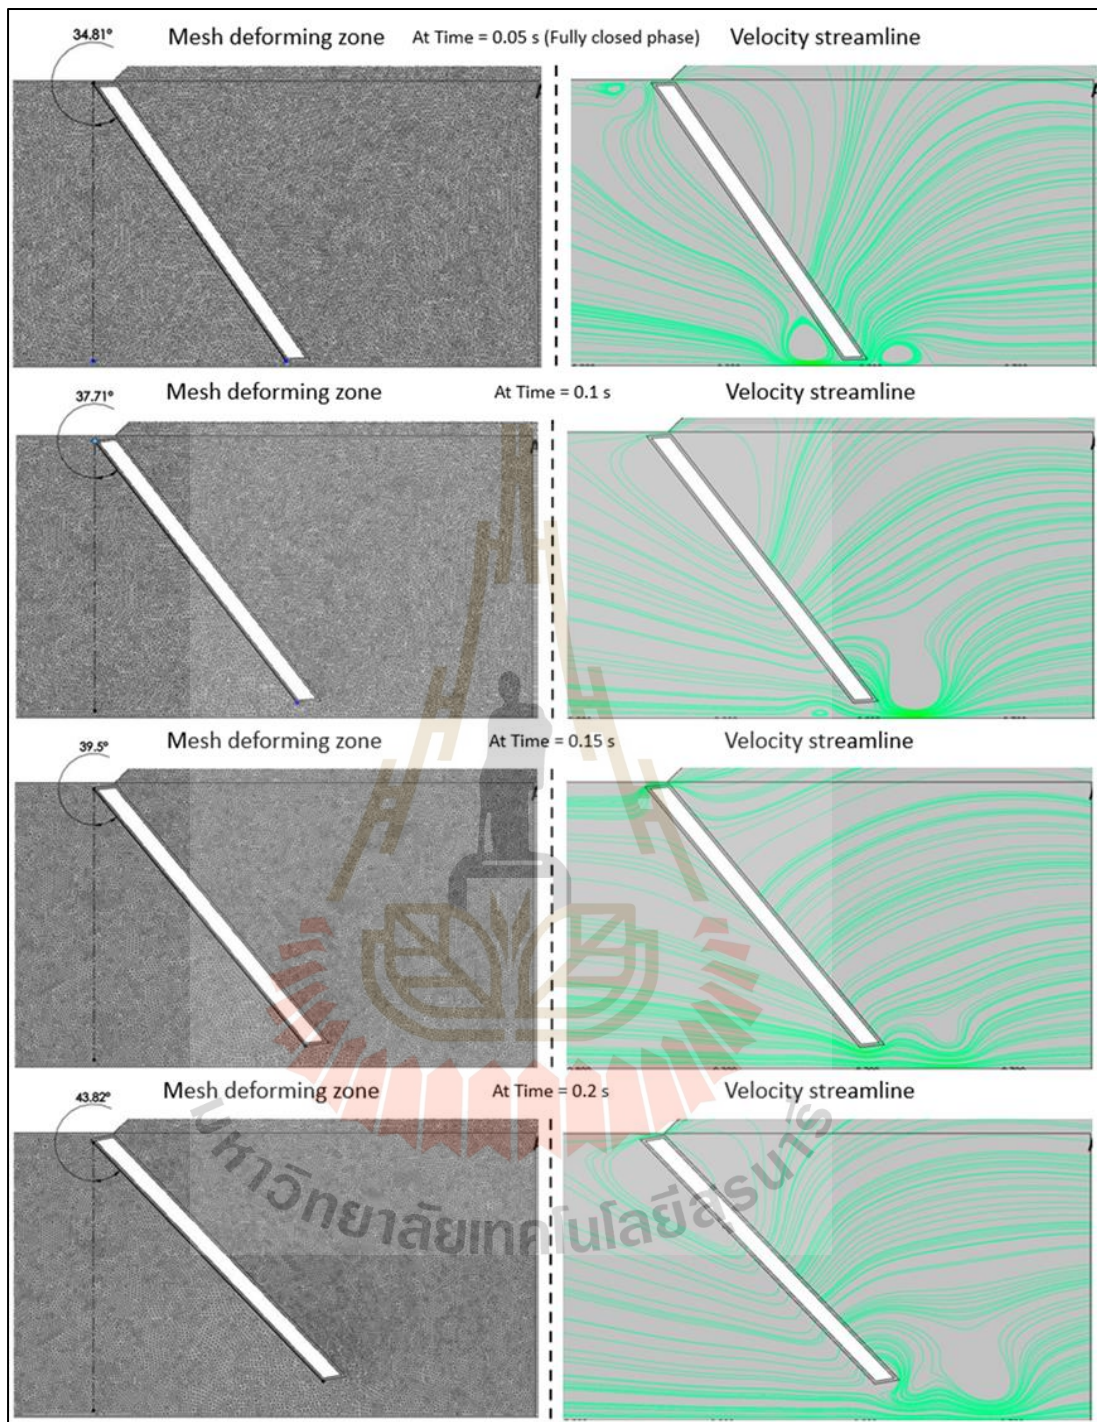 34.81°
Mesh deforming zone At Time = 0.05 s (Fully closed phase) Velocity streamline
37.71°
Mesh deforming zone At Time = 0.1 s Velocity streamline
39.5°
Mesh deforming zone At Time = 0.15 s Velocity streamline
43.82°
Mesh deforming zone At Time = 0.2 s Velocity streamline
มหาวิทยาลัยเทคโนโลยีสุรนารี